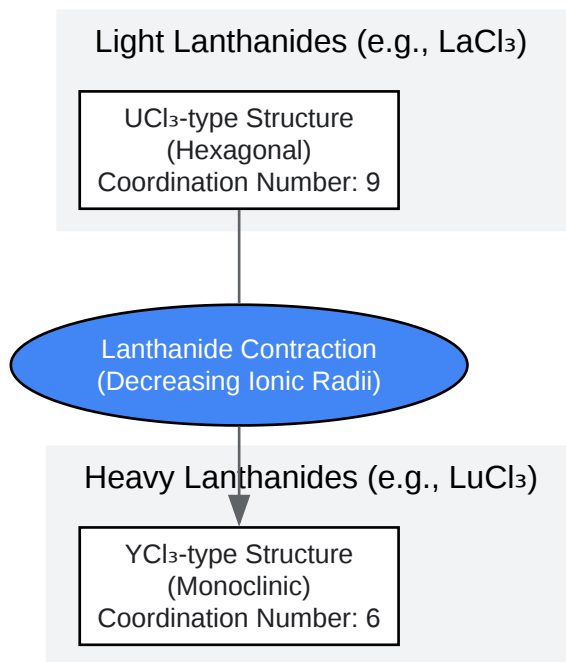 Light Lanthanides (e.g., LaCl₃)
UCl₃-type Structure
(Hexagonal)
Coordination Number: 9
Lanthanide Contraction
(Decreasing Ionic Radii)
Heavy Lanthanides (e.g., LuCl₃)
YCl₃-type Structure
(Monoclinic)
Coordination Number: 6